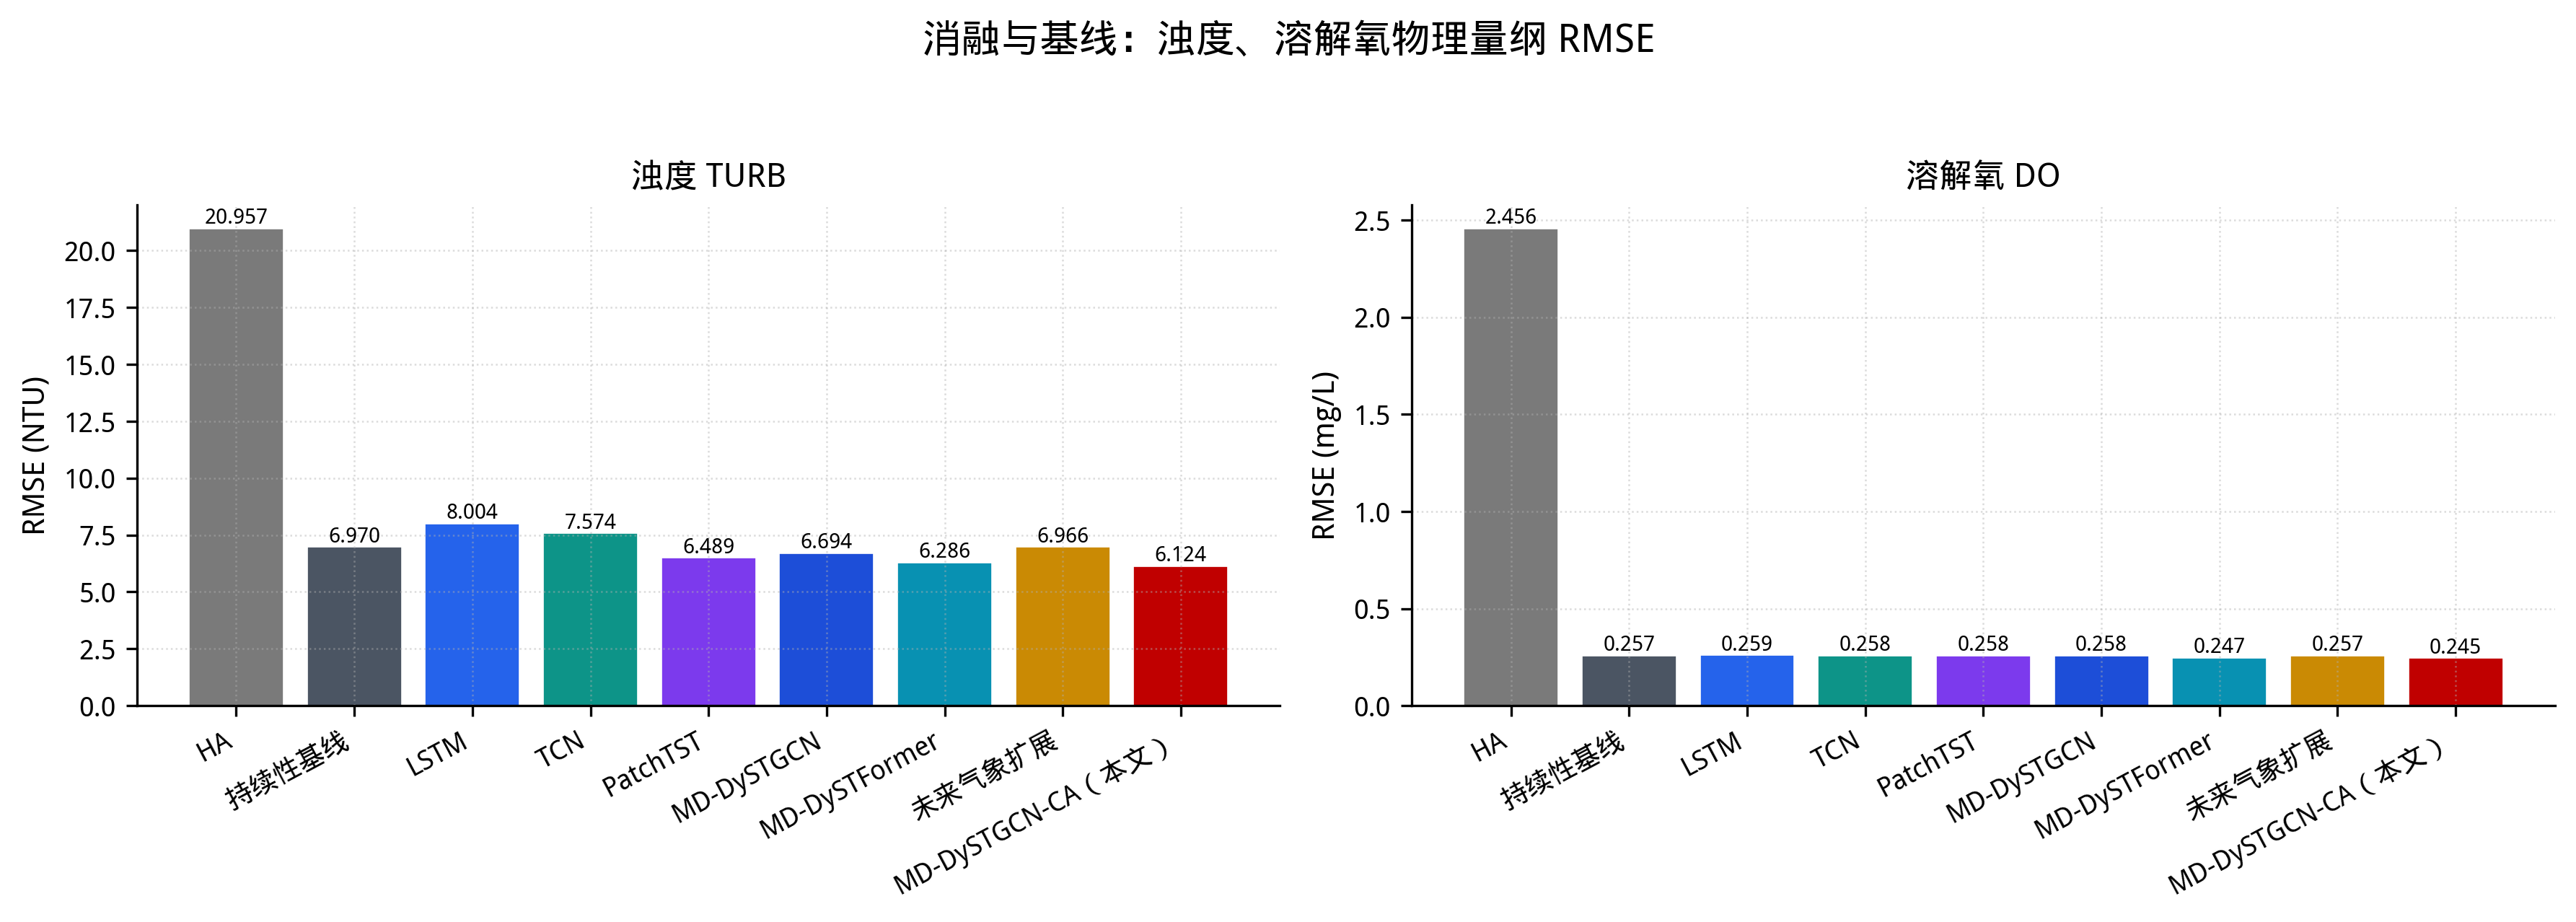 消融与基线：浊度、溶解氧物理量纲 RMSE
浊度 TURB
RMSE (NTU)
20.0
17.5
15.0
12.5
10.0
7.5
5.0
2.5
0.0
20.957
6.970
8.004
7.574
6.489
6.694
6.286
6.966
6.124
HA
持续性基线
LSTM
TCN
PatchTST
MD-DySTGCN
MD-DySTFormer
未来气象扩展
MD-DySTGCN-CA（本文）
溶解氧 DO
RMSE (mg/L)
2.5
2.0
1.5
1.0
0.5
0.0
2.456
0.257
0.259
0.258
0.258
0.258
0.247
0.257
0.245
HA
持续性基线
LSTM
TCN
PatchTST
MD-DySTGCN
MD-DySTFormer
未来气象扩展
MD-DySTGCN-CA（本文）